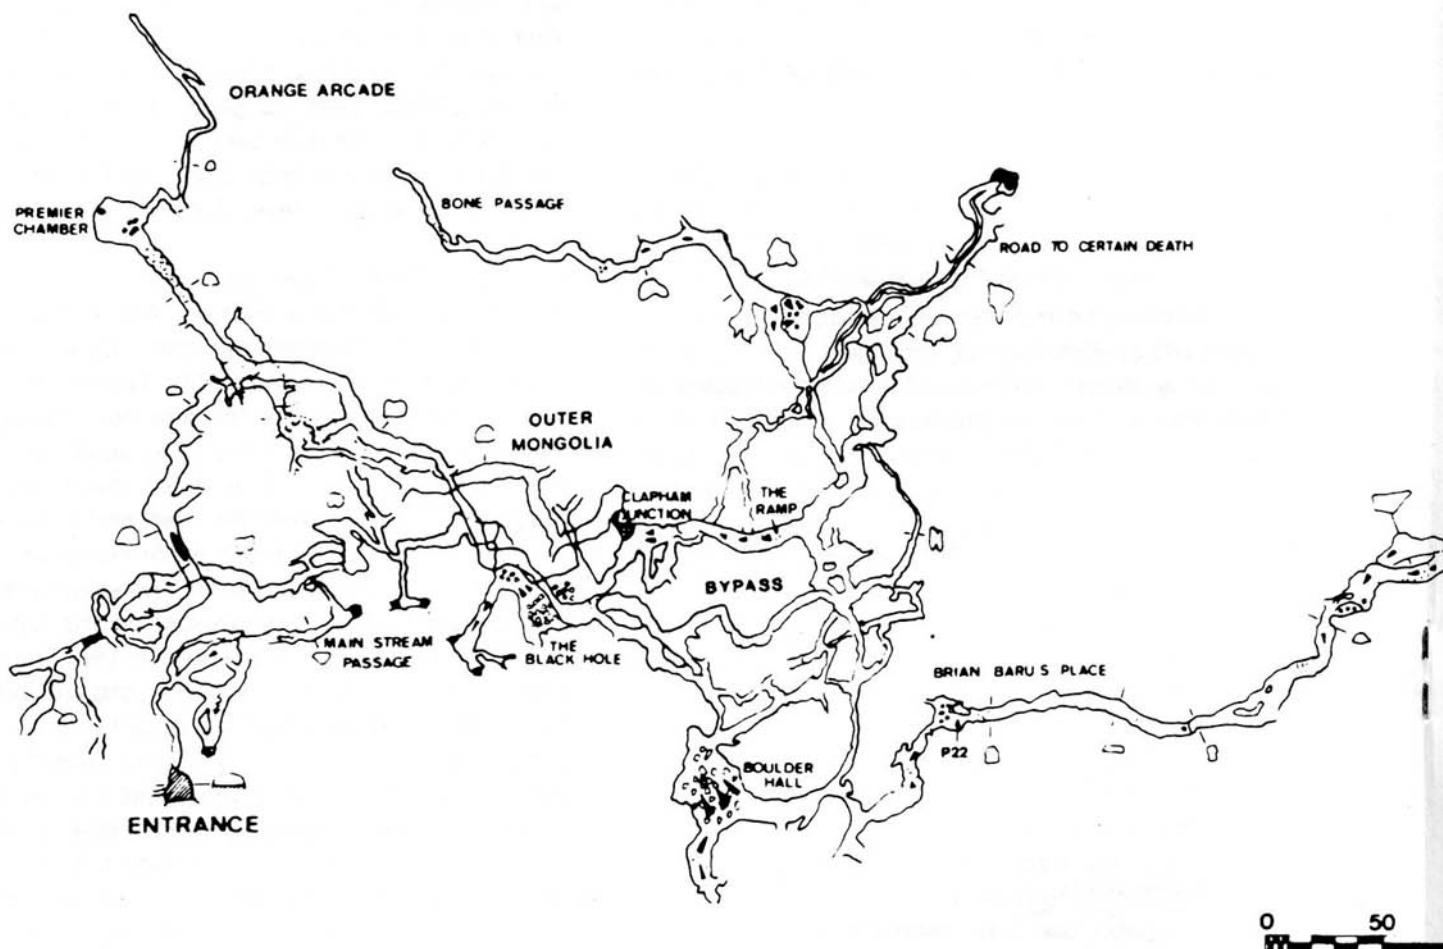 ORANGE ARCADE
PREMIER
CHAMBER
BONE PASSAGE
ROAD TO CERTAIN DEATH
OUTER
MONGOLIA
CLAPHAM
JUNCTION
THE
RAMP
BYPASS
MAIN STREAM
PASSAGE
THE
BLACK HOLE
BRIAN BARU S PLACE
P22
BOULDER
HALL
ENTRANCE
0 50